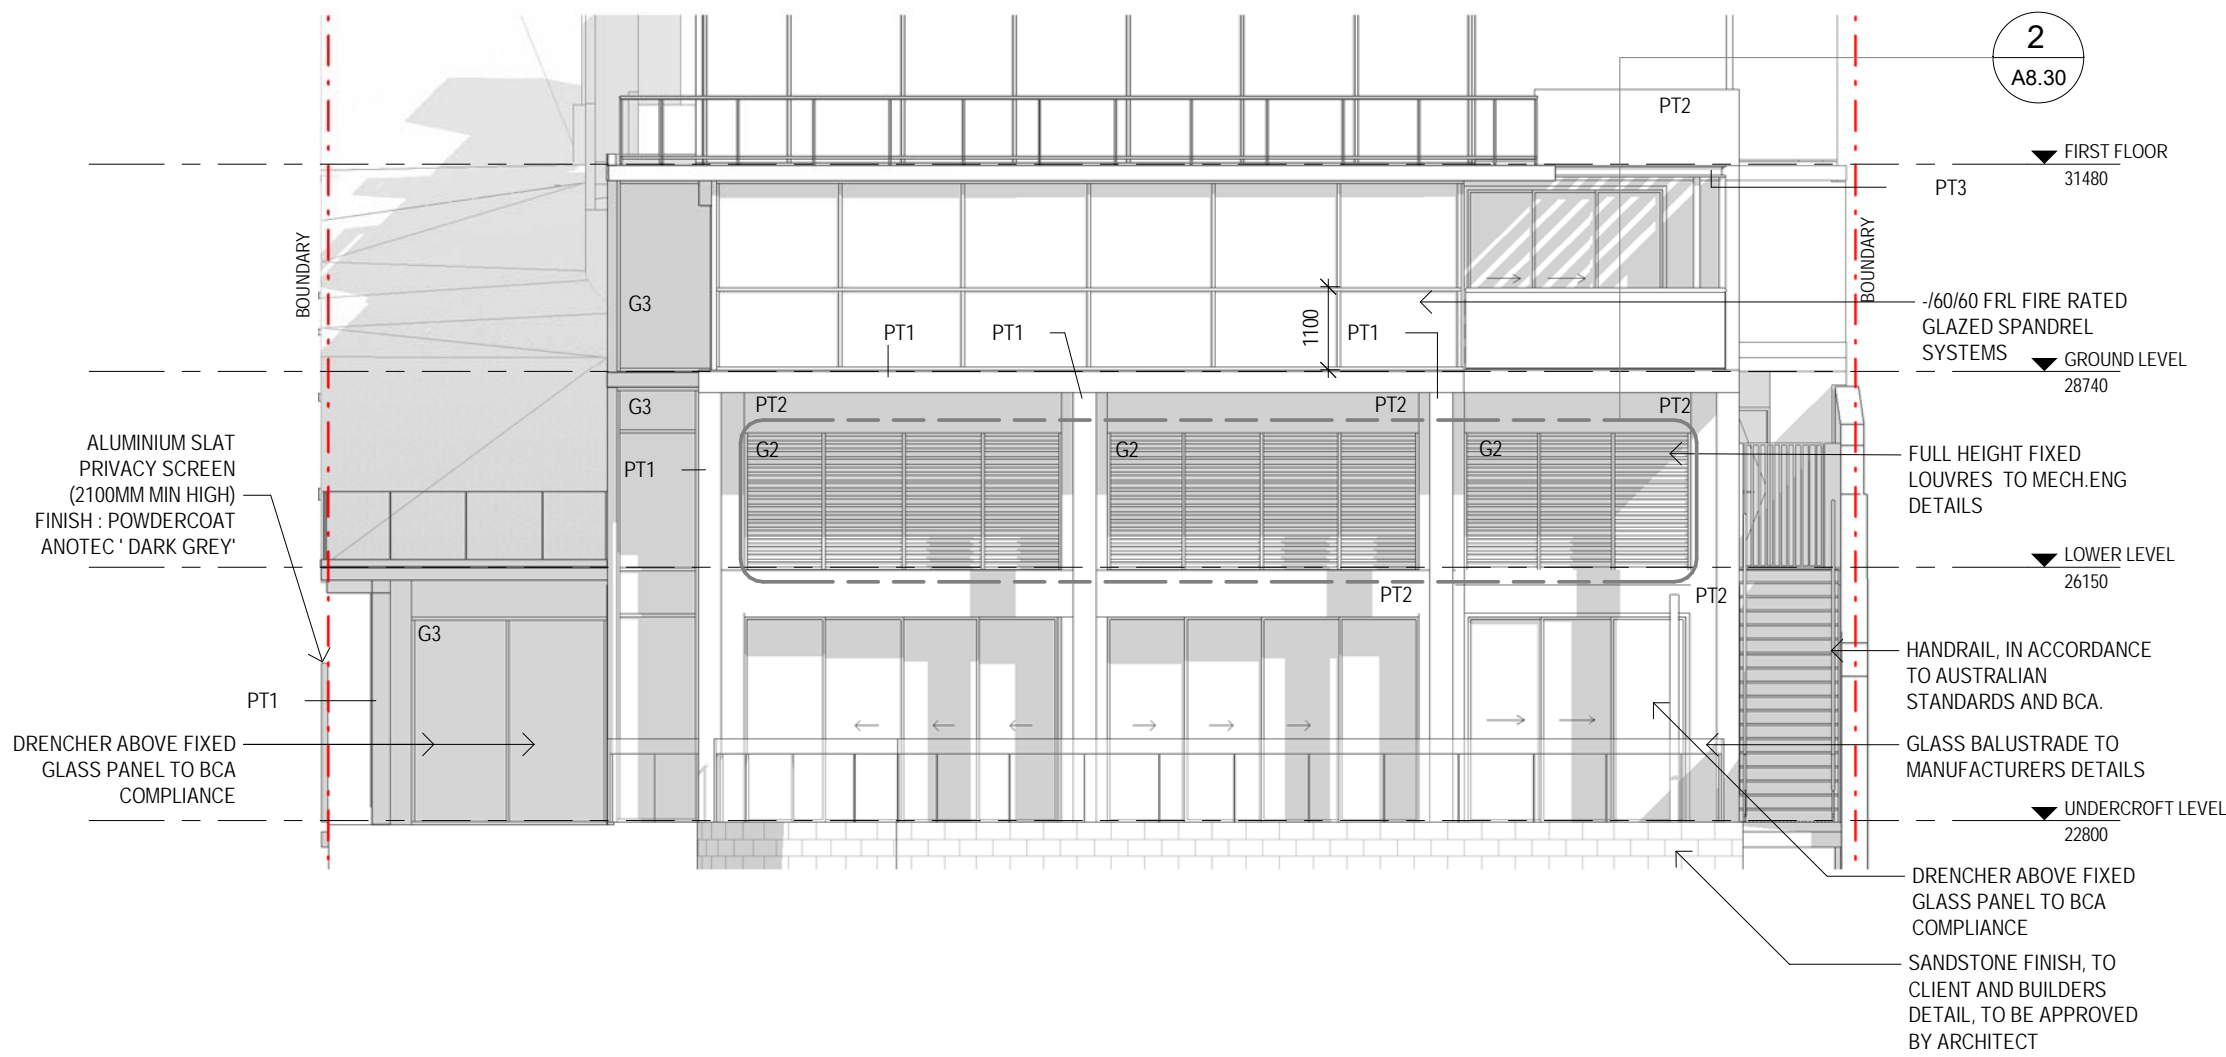 2
A8.30
PT2
FIRST FLOOR
31480
PT3
BOUNDARY
BOUNDARY
G3
-/60/60 FRL FIRE RATED
GLAZED SPANDREL
SYSTEMS
1100
PT1
PT1
PT1
GROUND LEVEL
28740
G3
PT2
PT2
PT2
G2
G2
G2
PT1
ALUMINIUM SLAT
PRIVACY SCREEN
(2100MM MIN HIGH)
FINISH : POWDERCOAT
ANOTEC ' DARK GREY'
FULL HEIGHT FIXED
LOUVRES TO MECH.ENG
DETAILS
LOWER LEVEL
26150
PT2
PT2
G3
HANDRAIL, IN ACCORDANCE
TO AUSTRALIAN
STANDARDS AND BCA.
PT1
DRENCHER ABOVE FIXED
GLASS PANEL TO BCA
COMPLIANCE
GLASS BALUSTRADE TO
MANUFACTURERS DETAILS
UNDERCROFT LEVEL
22800
DRENCHER ABOVE FIXED
GLASS PANEL TO BCA
COMPLIANCE
SANDSTONE FINISH, TO
CLIENT AND BUILDERS
DETAIL, TO BE APPROVED
BY ARCHITECT